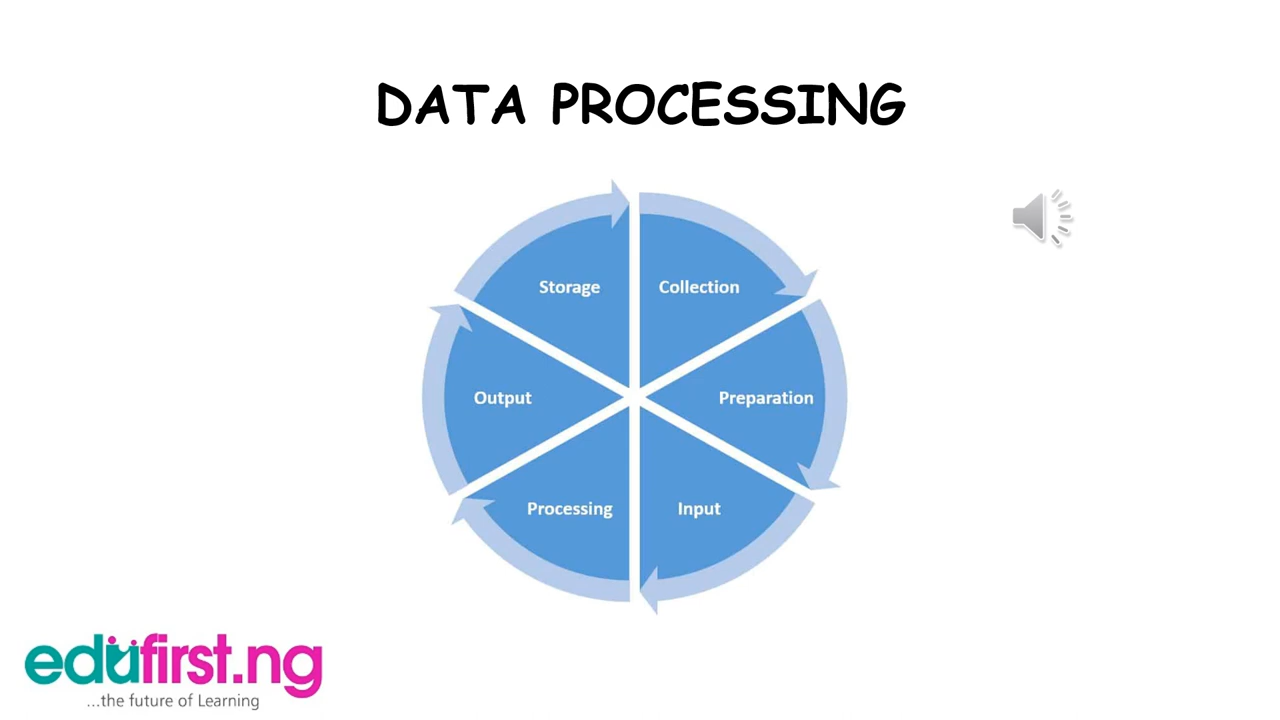 DATA PROCESSING
Storage
Collection
Output
Preparation
Processing
Input
edufirst.ng
...the future of Learning